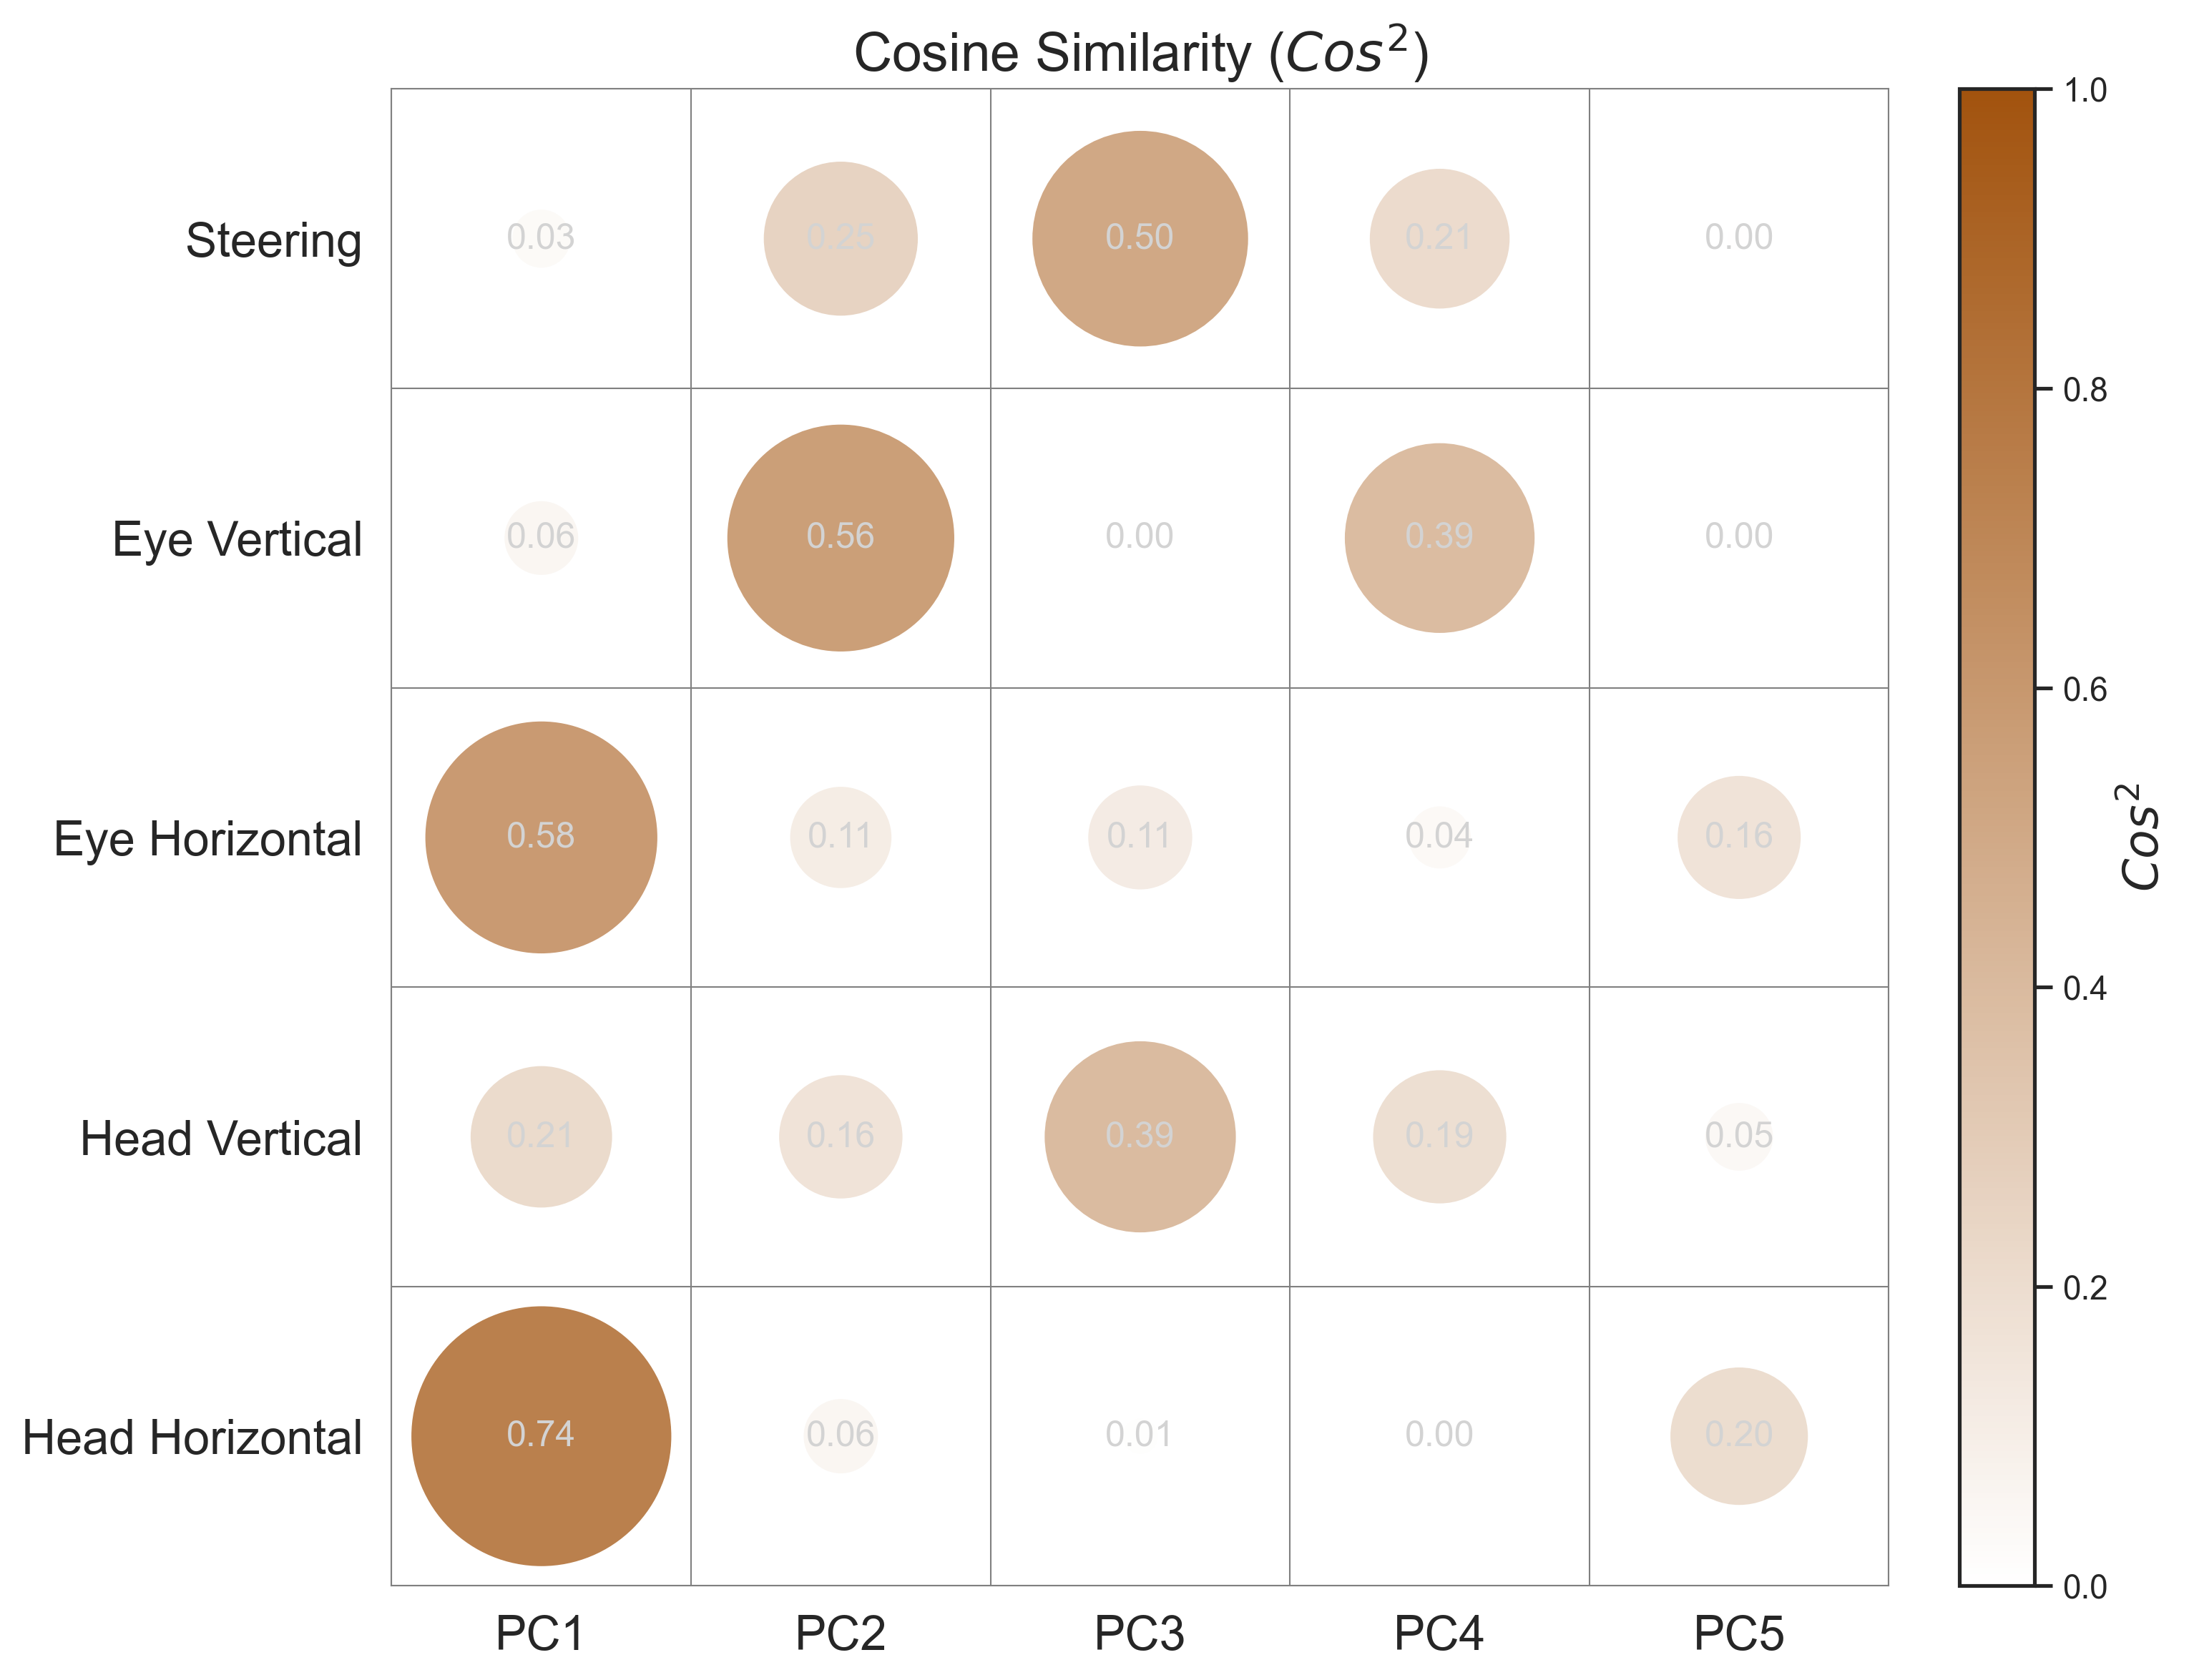 Cosine Similarity (Cos²)
Steering 0.03 0.25 0.50 0.21 0.00
Eye Vertical 0.06 0.56 0.00 0.39 0.00
Eye Horizontal 0.58 0.11 0.11 0.04 0.16
Head Vertical 0.21 0.16 0.39 0.19 0.05
Head Horizontal 0.74 0.06 0.01 0.00 0.20
PC1 PC2 PC3 PC4 PC5
1.0
0.8
0.6
0.4
0.2
0.0
Cos²